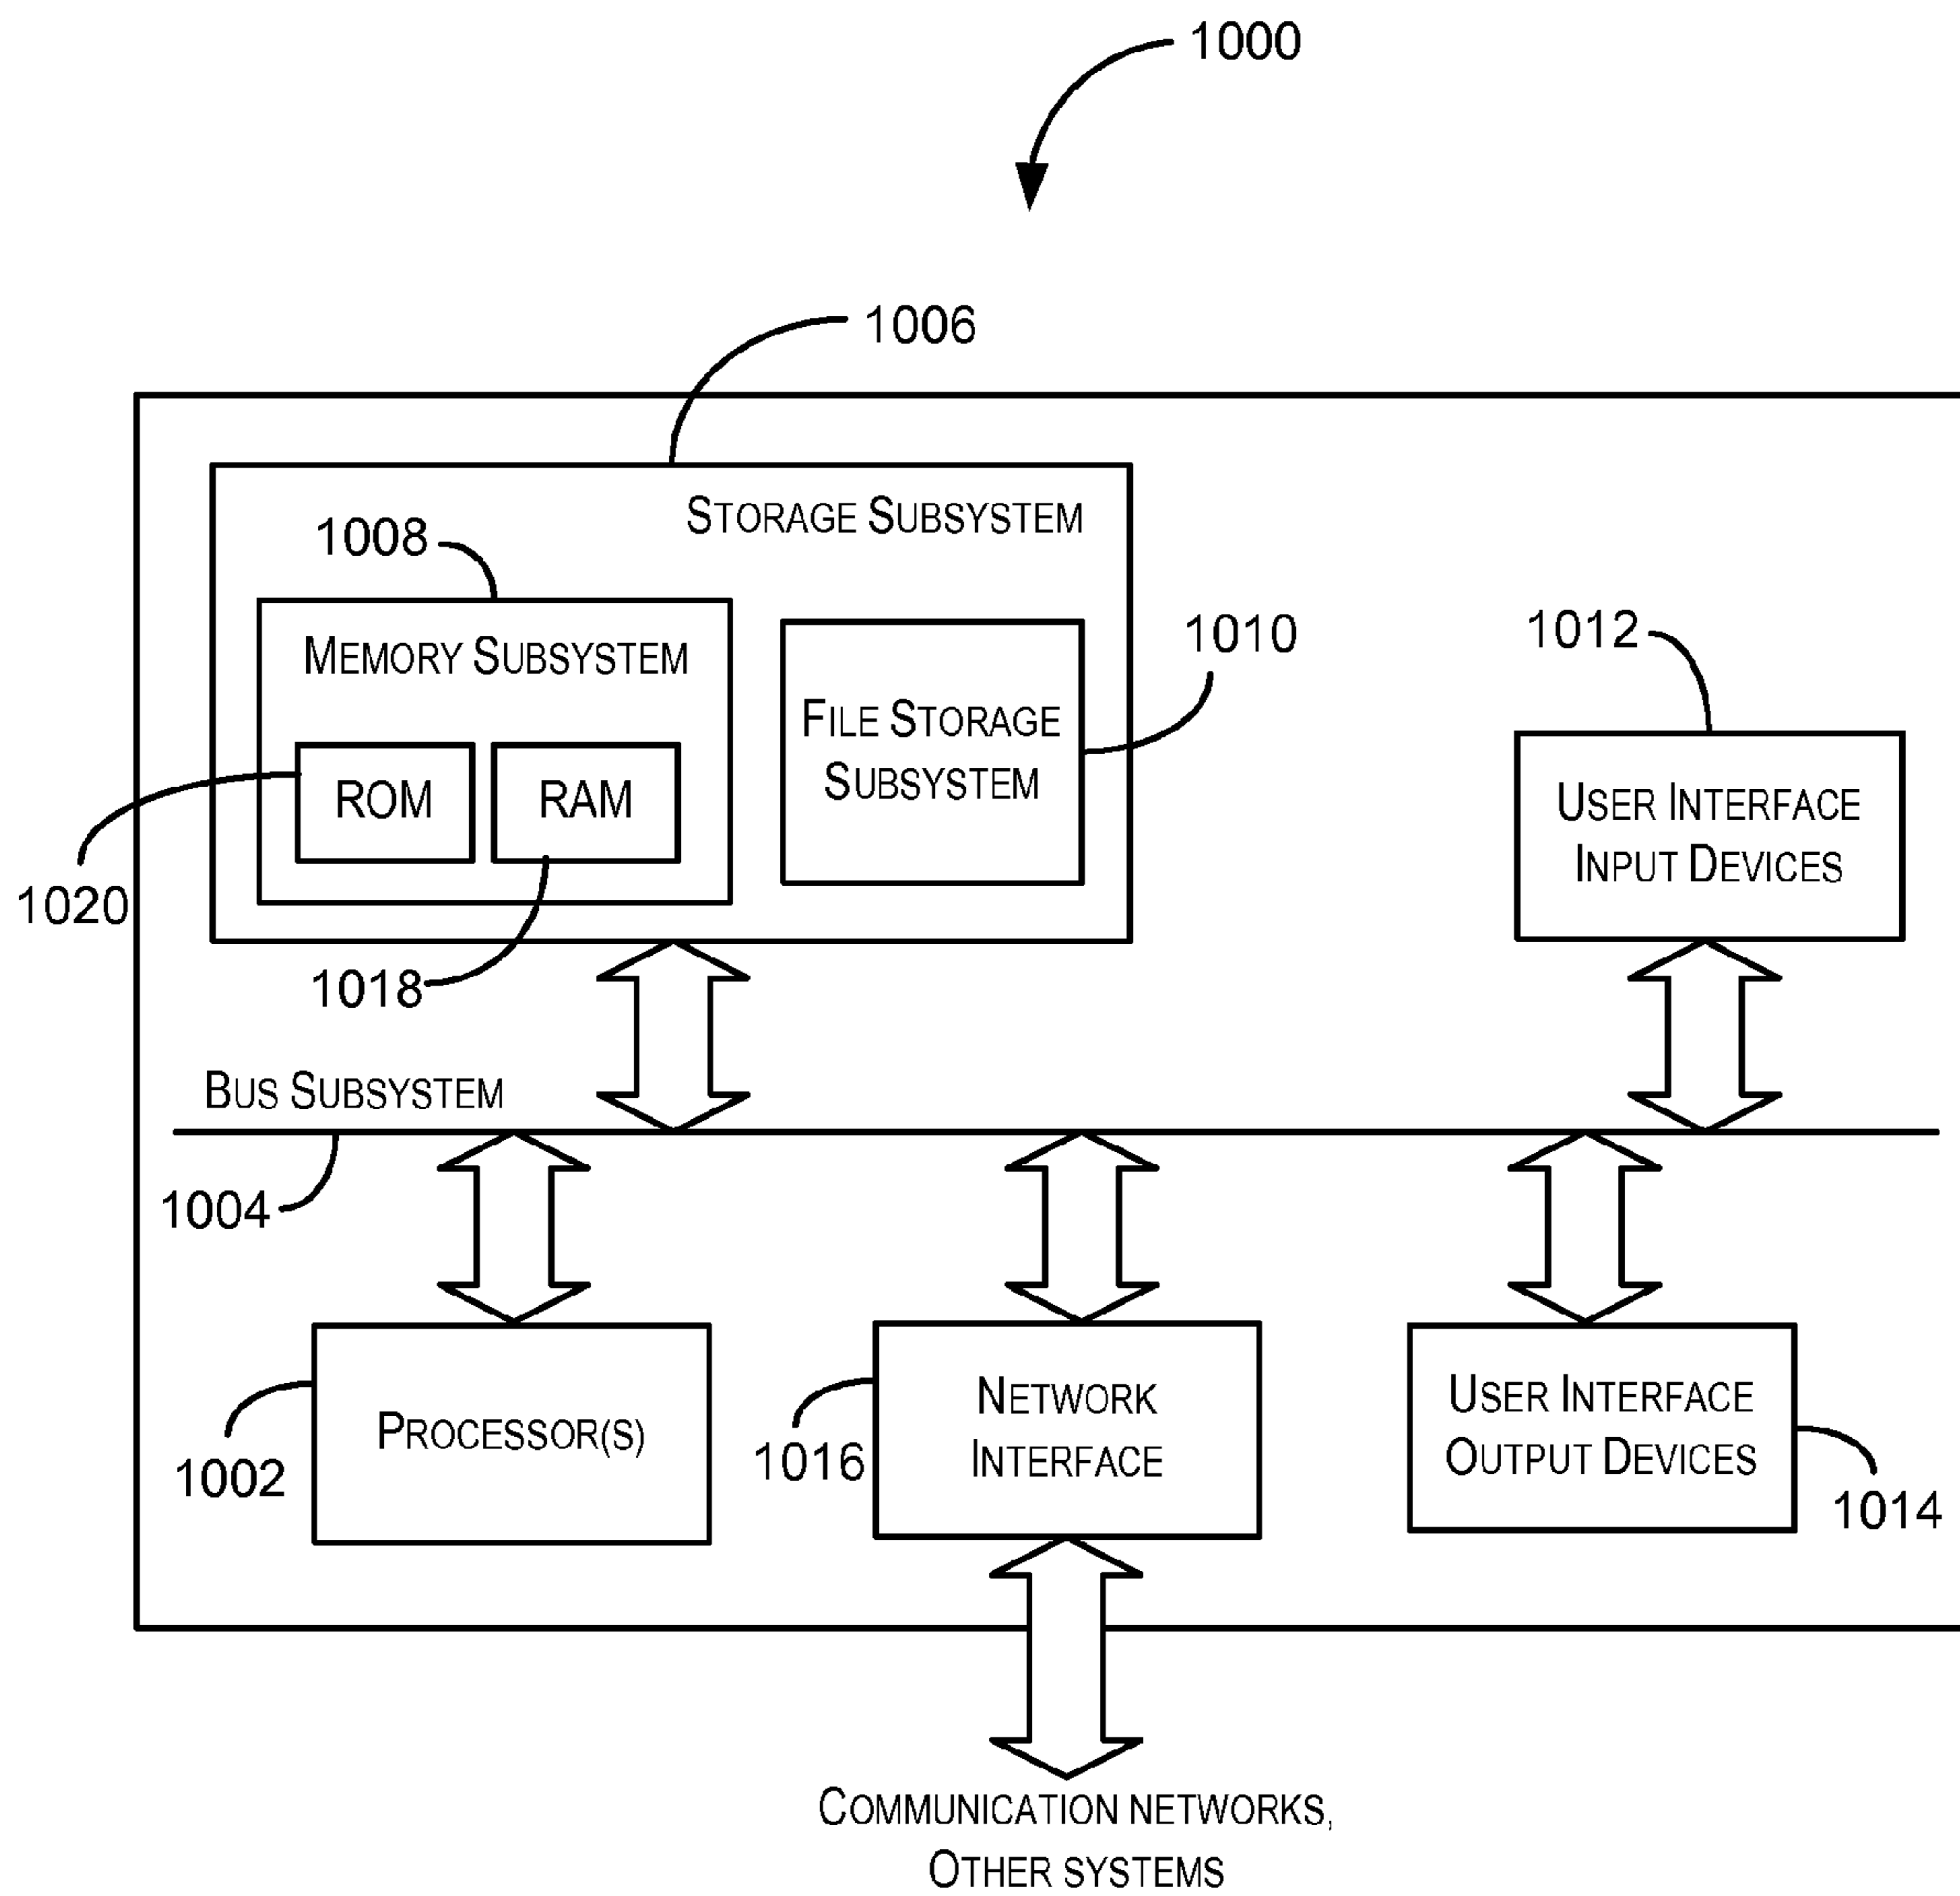 1000
1006
STORAGE SUBSYSTEM
1008
MEMORY SUBSYSTEM
1010
1012
FILE STORAGE
SUBSYSTEM
ROM
RAM
USER INTERFACE
INPUT DEVICES
1020
1018
BUS SUBSYSTEM
1004
PROCESSOR(S)
1002
NETWORK
INTERFACE
1016
USER INTERFACE
OUTPUT DEVICES
1014
COMMUNICATION NETWORKS,
OTHER SYSTEMS